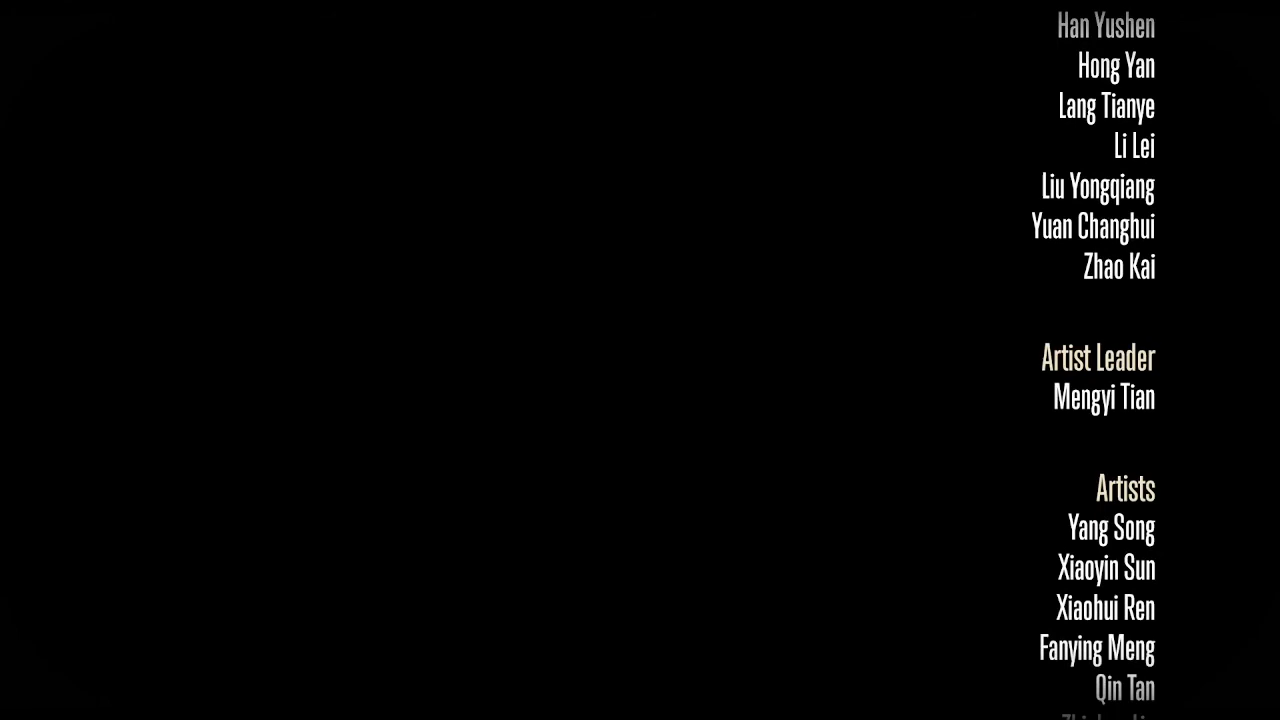 Han Yushen
Hong Yan
Lang Tianye
Li Lei
Liu Yongqiang
Yuan Changhui
Zhao Kai
Artist Leader
Mengyi Tian
Artists
Yang Song
Xiaoyin Sun
Xiaohui Ren
Fanying Meng
Qin Tan